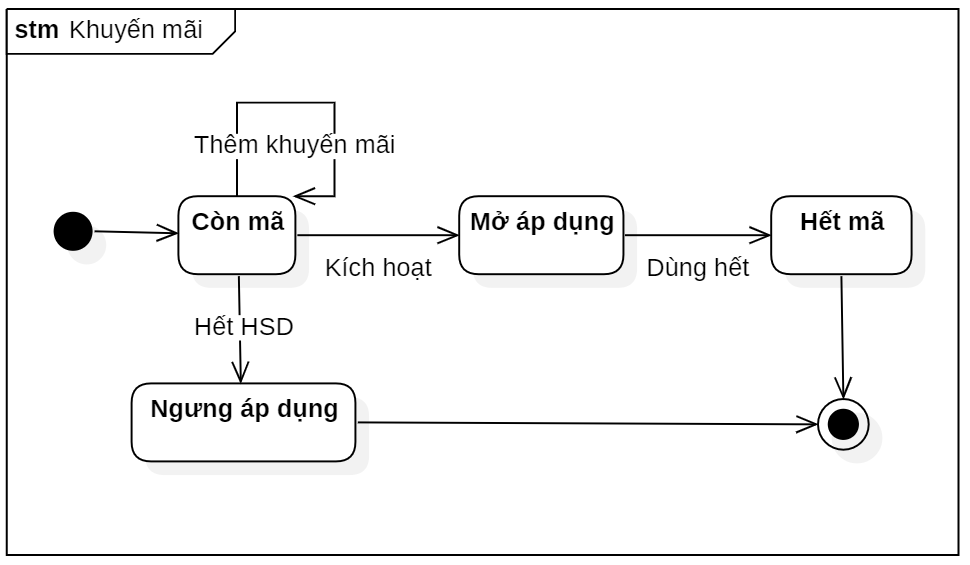 stm Khuyến mãi
Thêm khuyến mãi
Còn mã
Mở áp dụng
Hết mã
Kích hoạt
Dùng hết
Hết HSD
Ngưng áp dụng